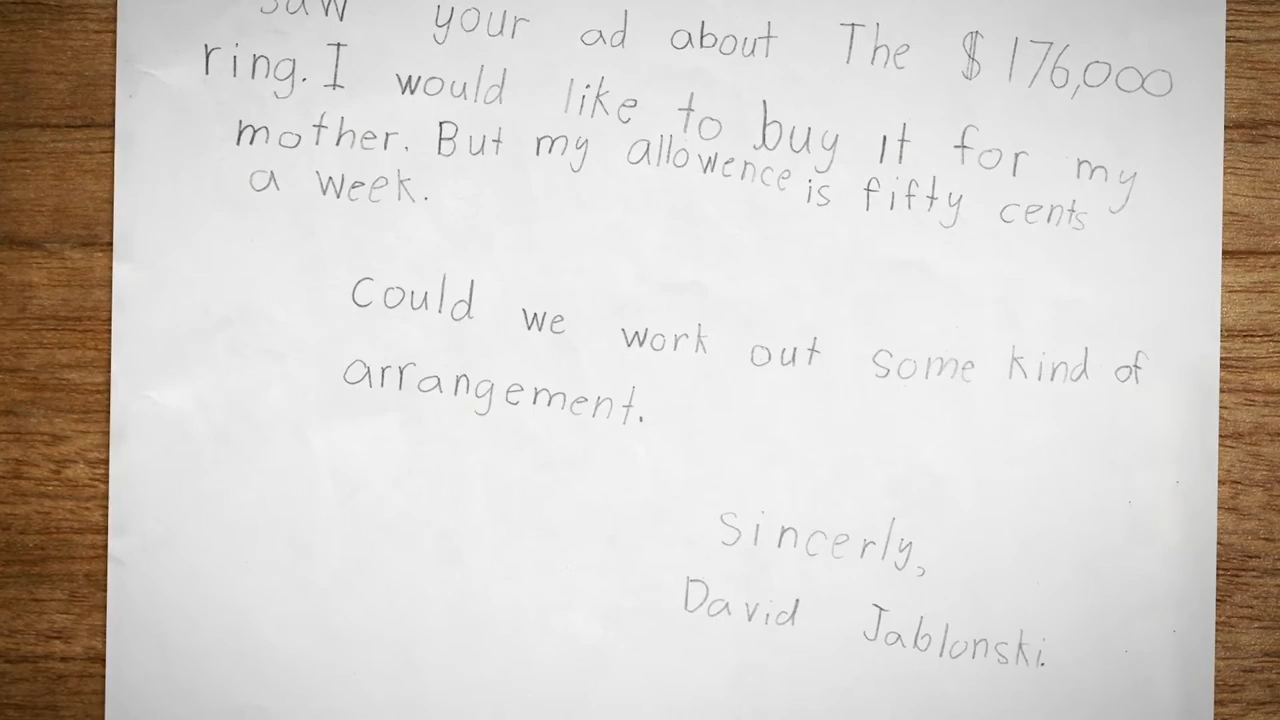 saw your ad about The $176,000
ring. I would like to buy it for my
mother. But my allowence is fifty cents
a week.
Could we work out some kind of
arrangement.
Sincerly,
David Jablonski.